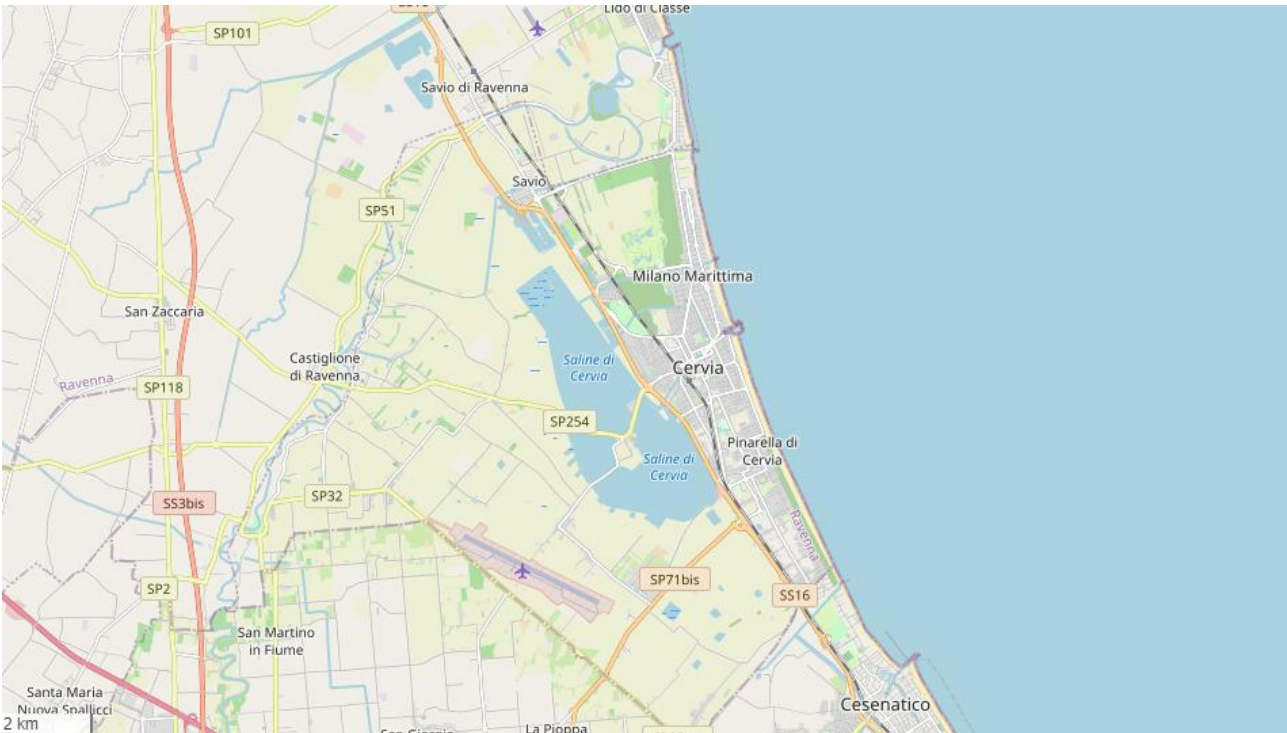 Lido di Classe
SP101
Savio di Ravenna
Savio
SP51
Milano Marittima
San Zaccaria
Saline di
Cervia
Castiglione
di Ravenna
Cervia
Ravenna
SP118
SP254
Pinarella di
Cervia
Saline di
Cervia
SP32
SS3bis
Ravenna
SP71bis
SP2
SS16
San Martino
in Fiume
Santa Maria
Nuova Spallicci
Cesenatico
2 km
San Giorgio
La Pioppa